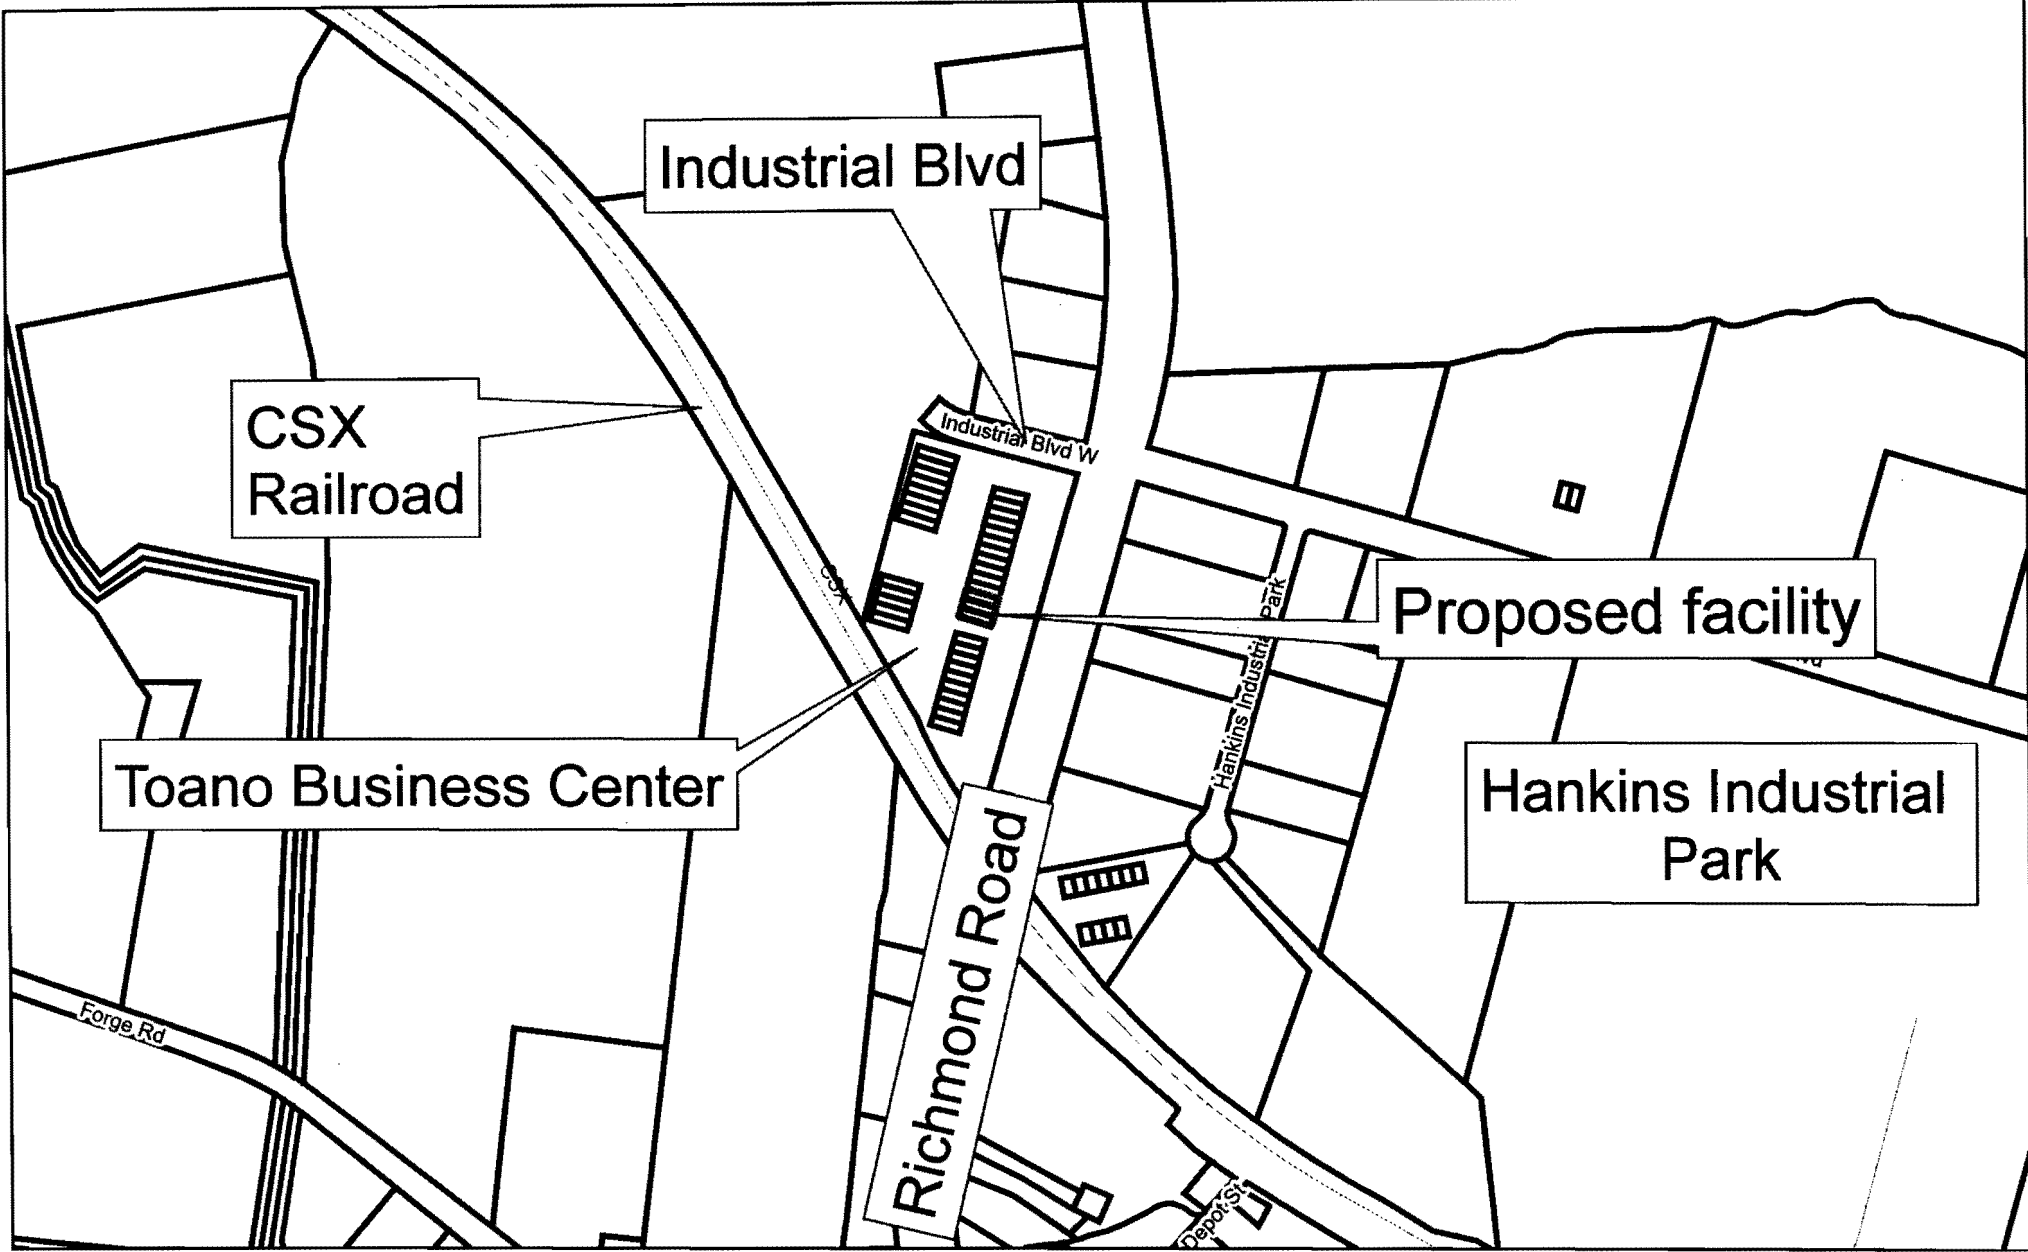 Industrial Blvd
CSX
Railroad
Industrial Blvd W
CSX
Proposed facility
Hankins Industrial Park
Toano Business Center
Hankins Industrial
Park
Richmond Road
Forge Rd
Depot St